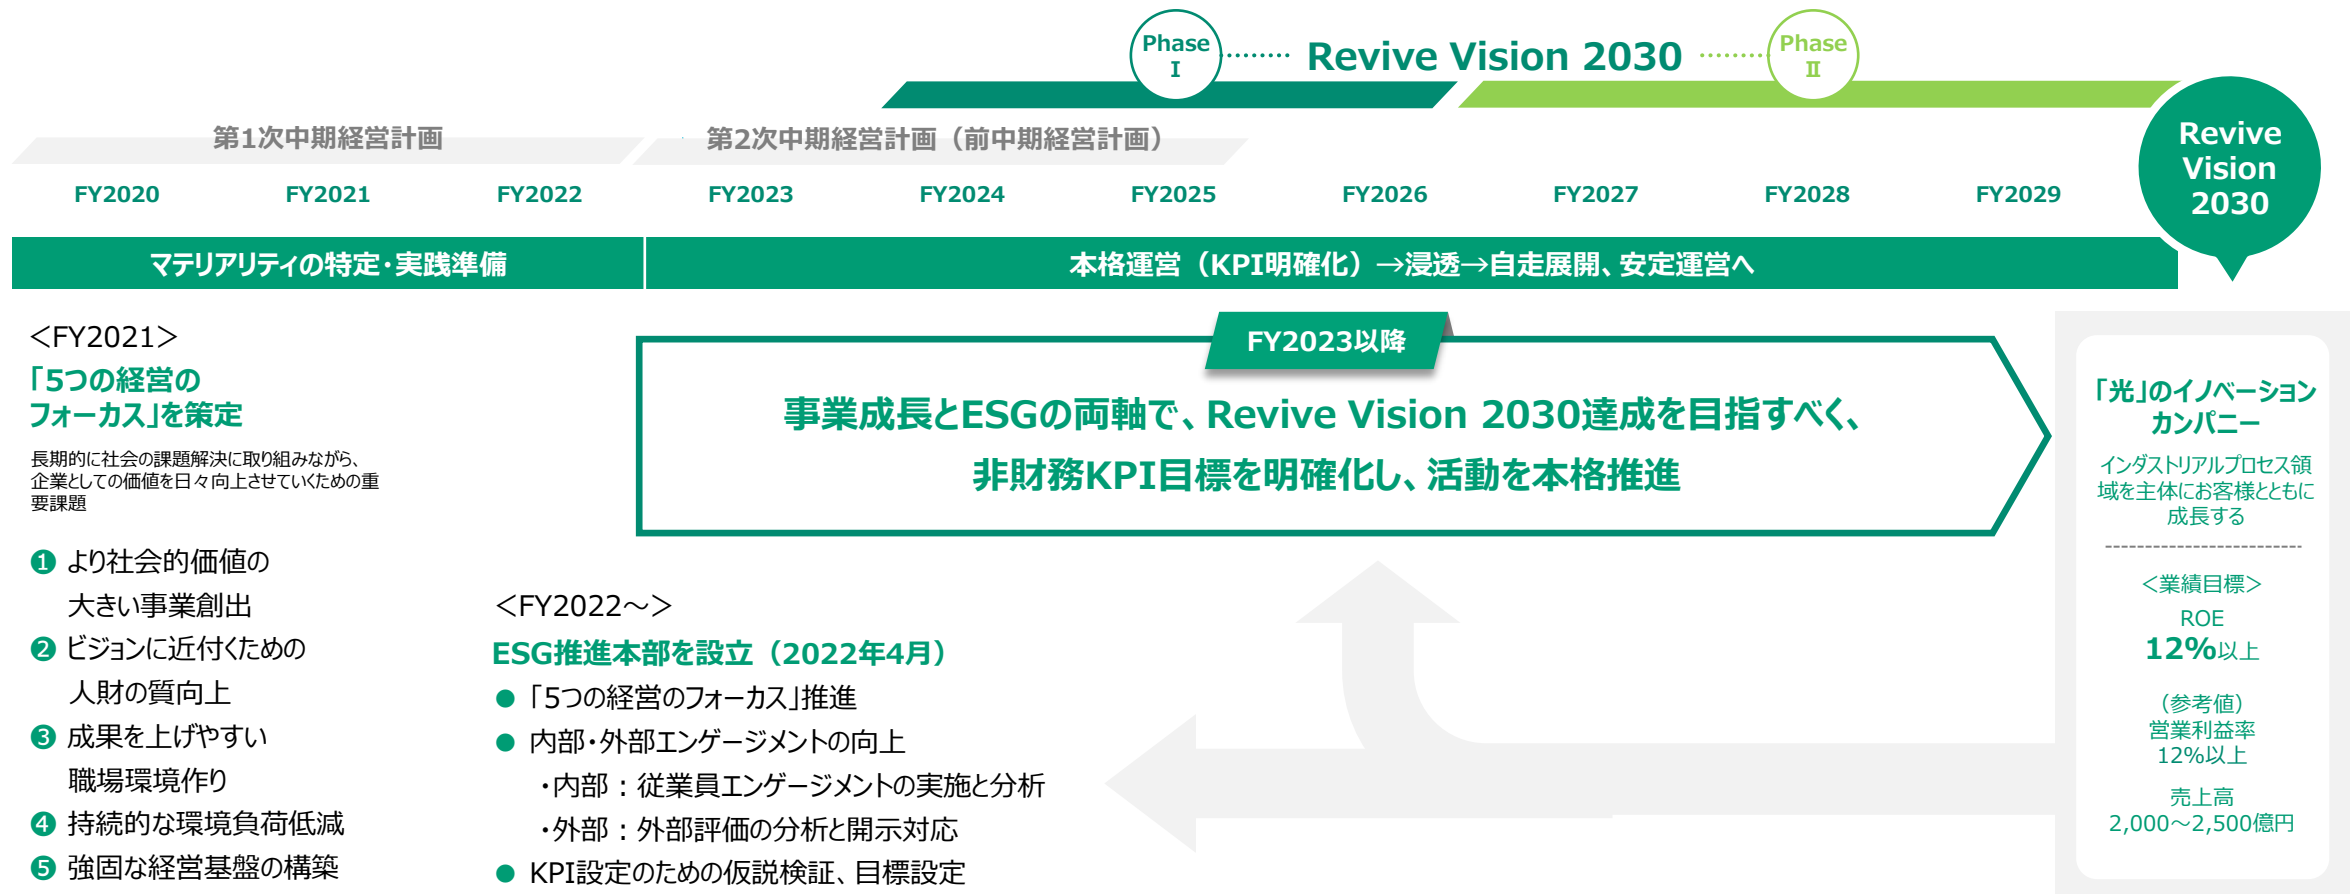 Phase
I
Revive Vision 2030
Phase
II
第1次中期経営計画
第2次中期経営計画（前中期経営計画）
FY2020 FY2021 FY2022 FY2023 FY2024 FY2025 FY2026 FY2027 FY2028 FY2029
Revive
Vision
2030
マテリアリティの特定・実践準備
本格運営（KPI明確化）→浸透→自走展開、安定運営へ
＜FY2021＞
「5つの経営の
フォーカス」を策定
長期的に社会の課題解決に取り組みながら、
企業としての価値を日々向上させていくための重
要課題
❶ より社会的価値の
大きい事業創出
❷ ビジョンに近付くための
人財の質向上
❸ 成果を上げやすい
職場環境作り
❹ 持続的な環境負荷低減
❺ 強固な経営基盤の構築
FY2023以降
事業成長とESGの両軸で、Revive Vision 2030達成を目指すべく、
非財務KPI目標を明確化し、活動を本格推進
＜FY2022～＞
ESG推進本部を設立（2022年4月）
● 「5つの経営のフォーカス」推進
● 内部・外部エンゲージメントの向上
・内部：従業員エンゲージメントの実施と分析
・外部：外部評価の分析と開示対応
● KPI設定のための仮説検証、目標設定
「光」のイノベーション
カンパニー
インダストリアルプロセス領
域を主体にお客様とともに
成長する
＜業績目標＞
ROE
12%以上
（参考値）
営業利益率
12%以上
売上高
2,000～2,500億円